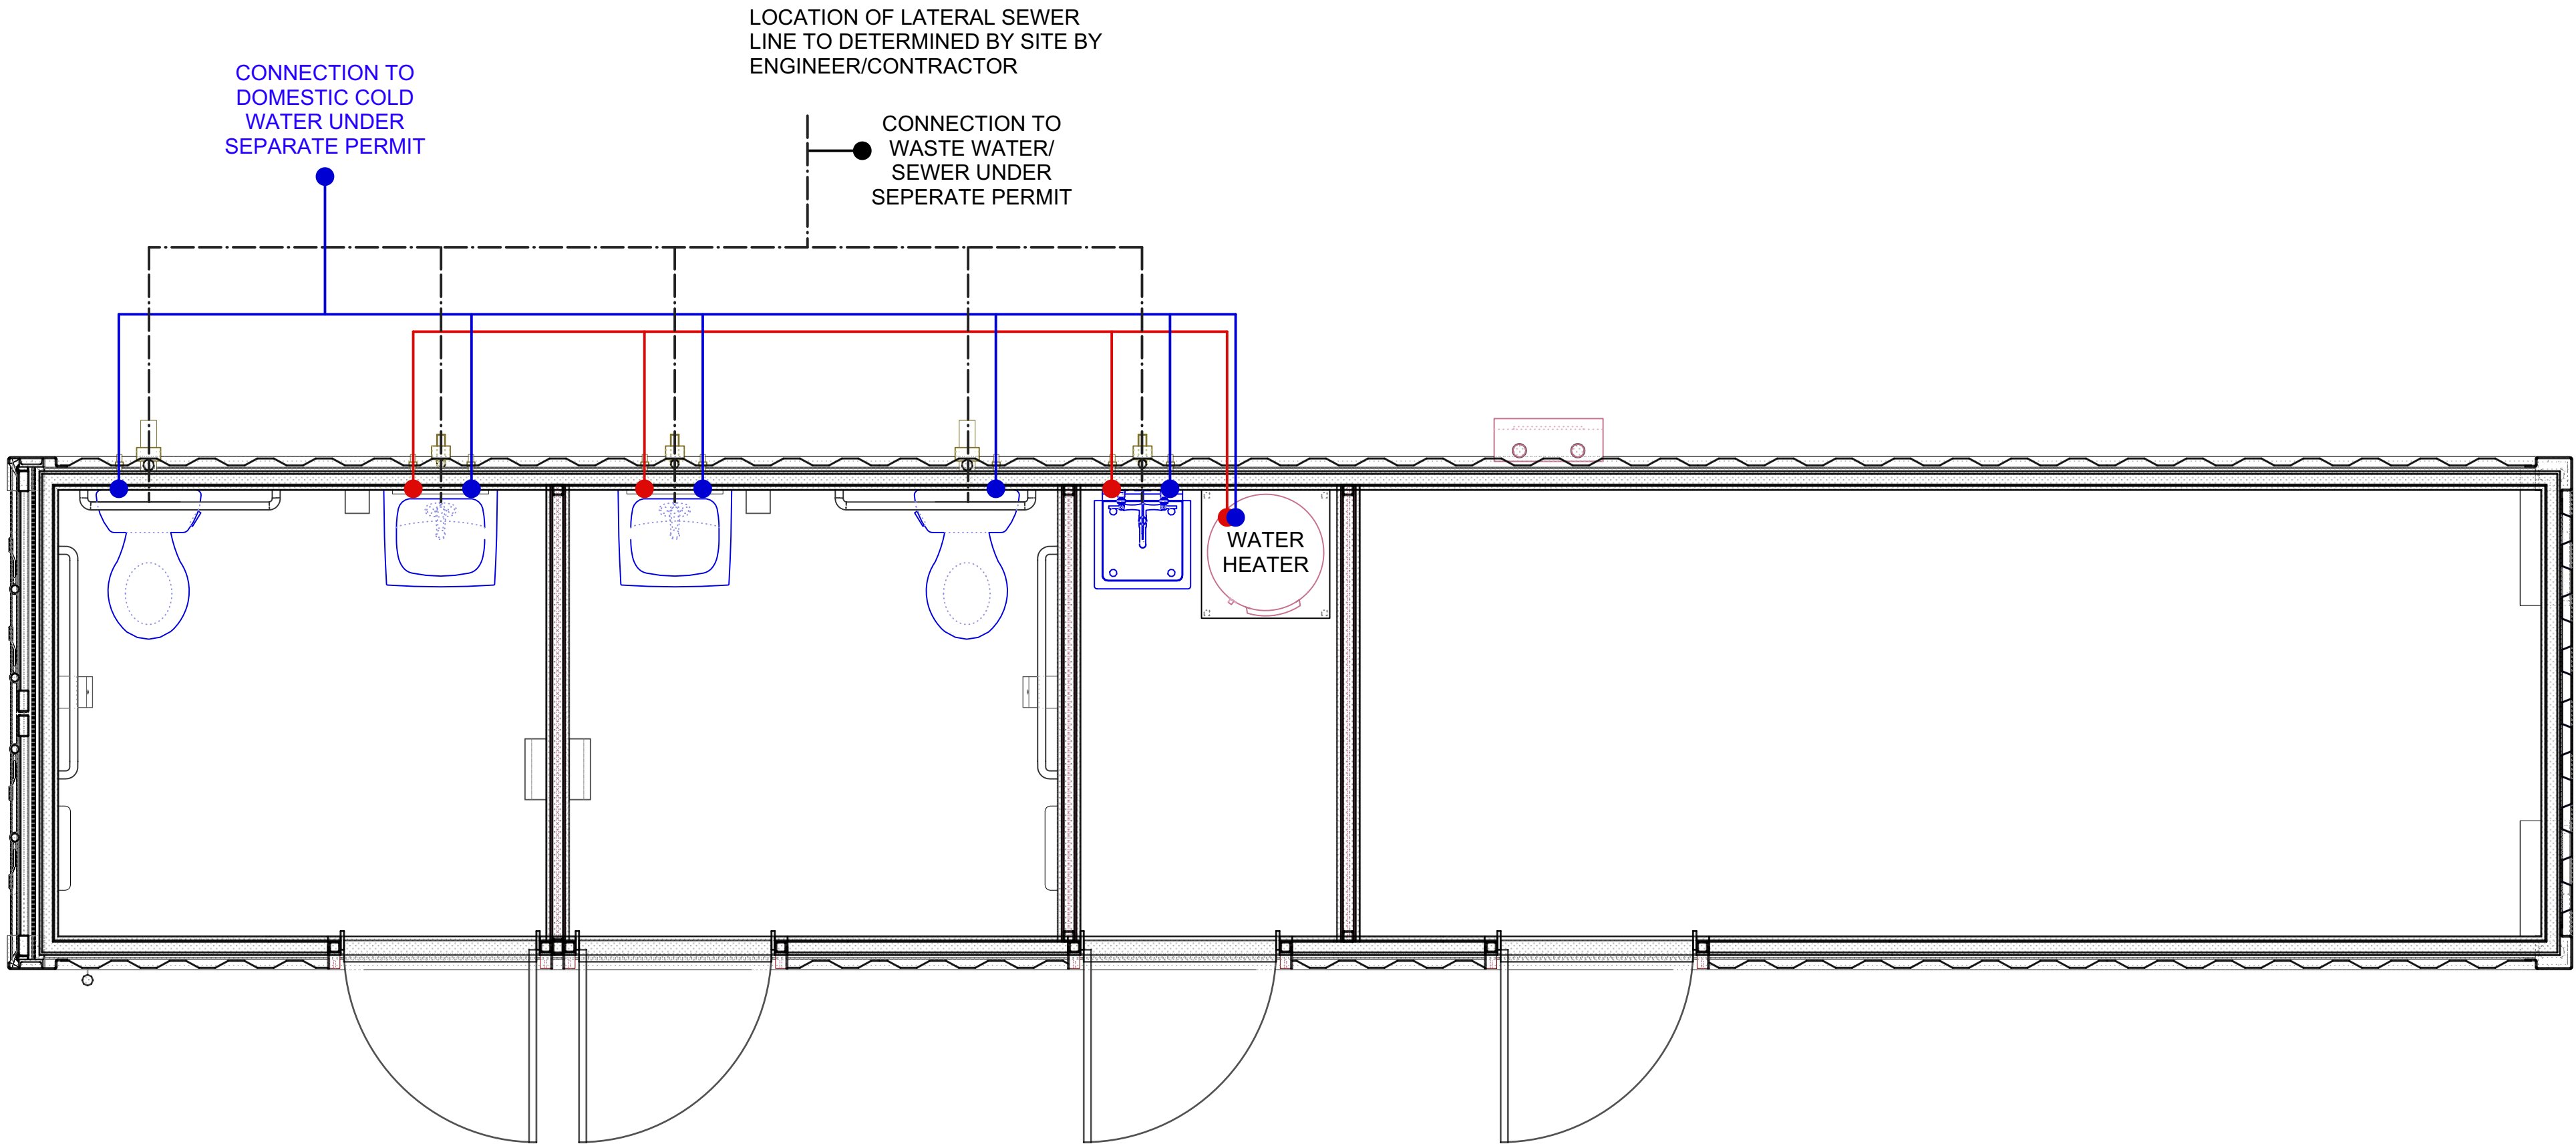 LOCATION OF LATERAL SEWER
LINE TO DETERMINED BY SITE BY
ENGINEER/CONTRACTOR
CONNECTION TO
DOMESTIC COLD
WATER UNDER
SEPARATE PERMIT
CONNECTION TO
WASTE WATER/
SEWER UNDER
SEPERATE PERMIT
WATER
HEATER